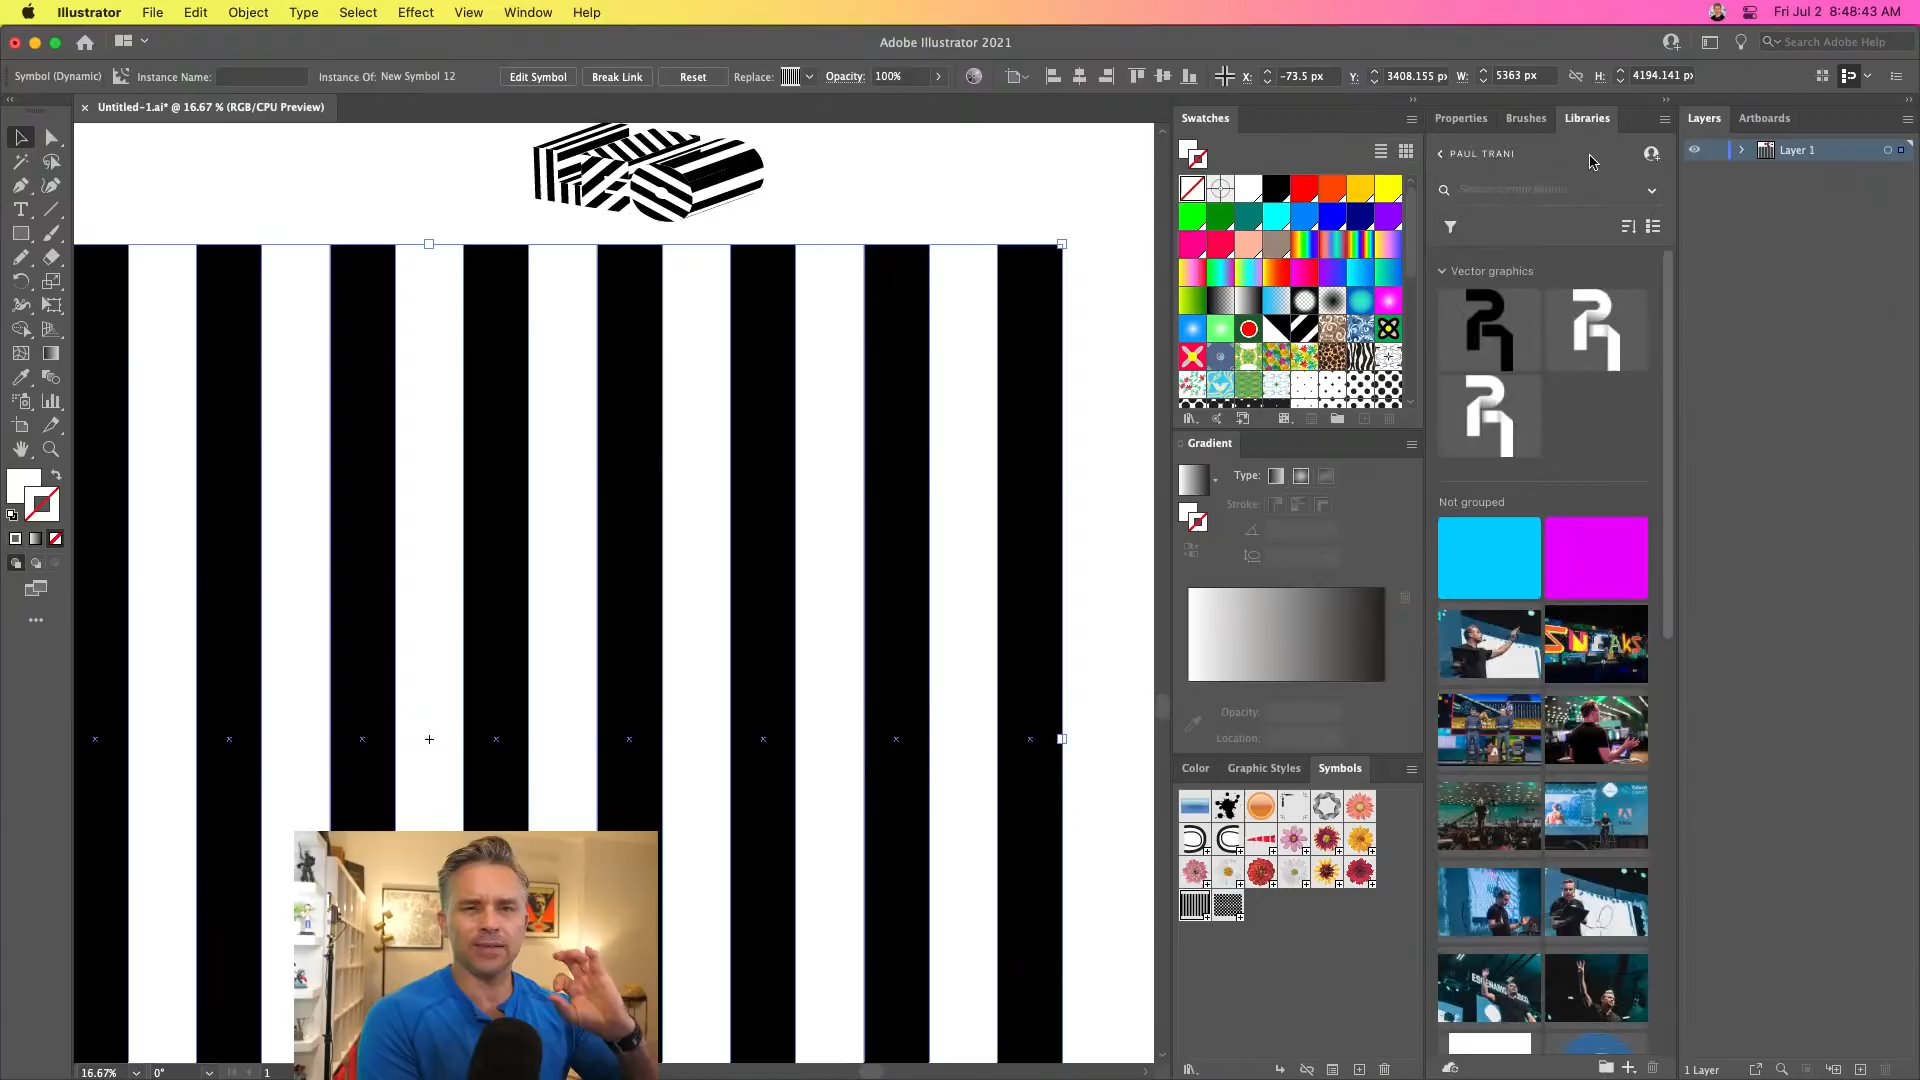 Illustrator File Edit Object Type Select Effect View Window Help
Fri Jul 2 8:48:43 AM
Adobe Illustrator 2021
Search Adobe Help
Symbol (Dynamic) Instance Name: Instance Of: New Symbol 12 Edit Symbol Break Link Reset Replace: Opacity: 100% X: -73.5 px Y: 3408.155 px W: 5363 px H: 4194.141 px
Untitled-1.ai* @ 16.67 % (RGB/CPU Preview)
Swatches
Properties Brushes Libraries
Layers Artboards
PAUL TRANI
Layer 1
Vector graphics
Gradient
Type:
Stroke:
Not grouped
SNEAKS
Opacity:
Location:
Color Graphic Styles Symbols
16.67% 0° 1
1 Layer